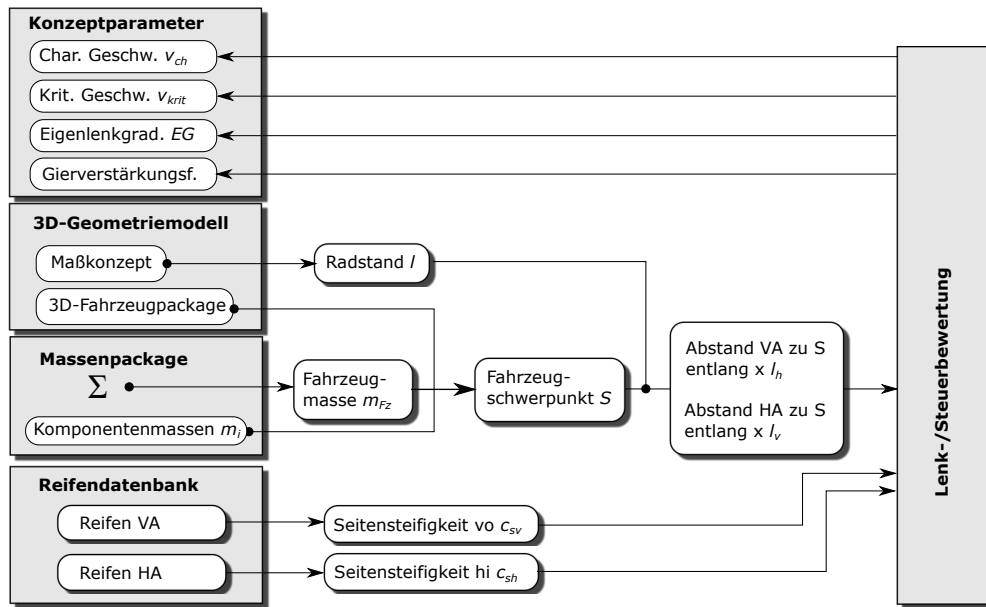 Konzeptparameter
Char. Geschw. v_ch
Krit. Geschw. v_krit
Eigenlenkgrad. EG
Gierverstärkungsf.
3D-Geometriemodell
Maßkonzept
Radstand l
3D-Fahrzeugpackage
Massenpackage
Σ
Fahrzeug-
masse m_Fz
Fahrzeug-
schwerpunkt S
Abstand VA zu S
entlang x l_h
Abstand HA zu S
entlang x l_v
Komponentenmassen m_i
Reifendatenbank
Reifen VA
Seitensteifigkeit vo c_sv
Reifen HA
Seitensteifigkeit hi c_sh
Lenk-/Steuerbewertung